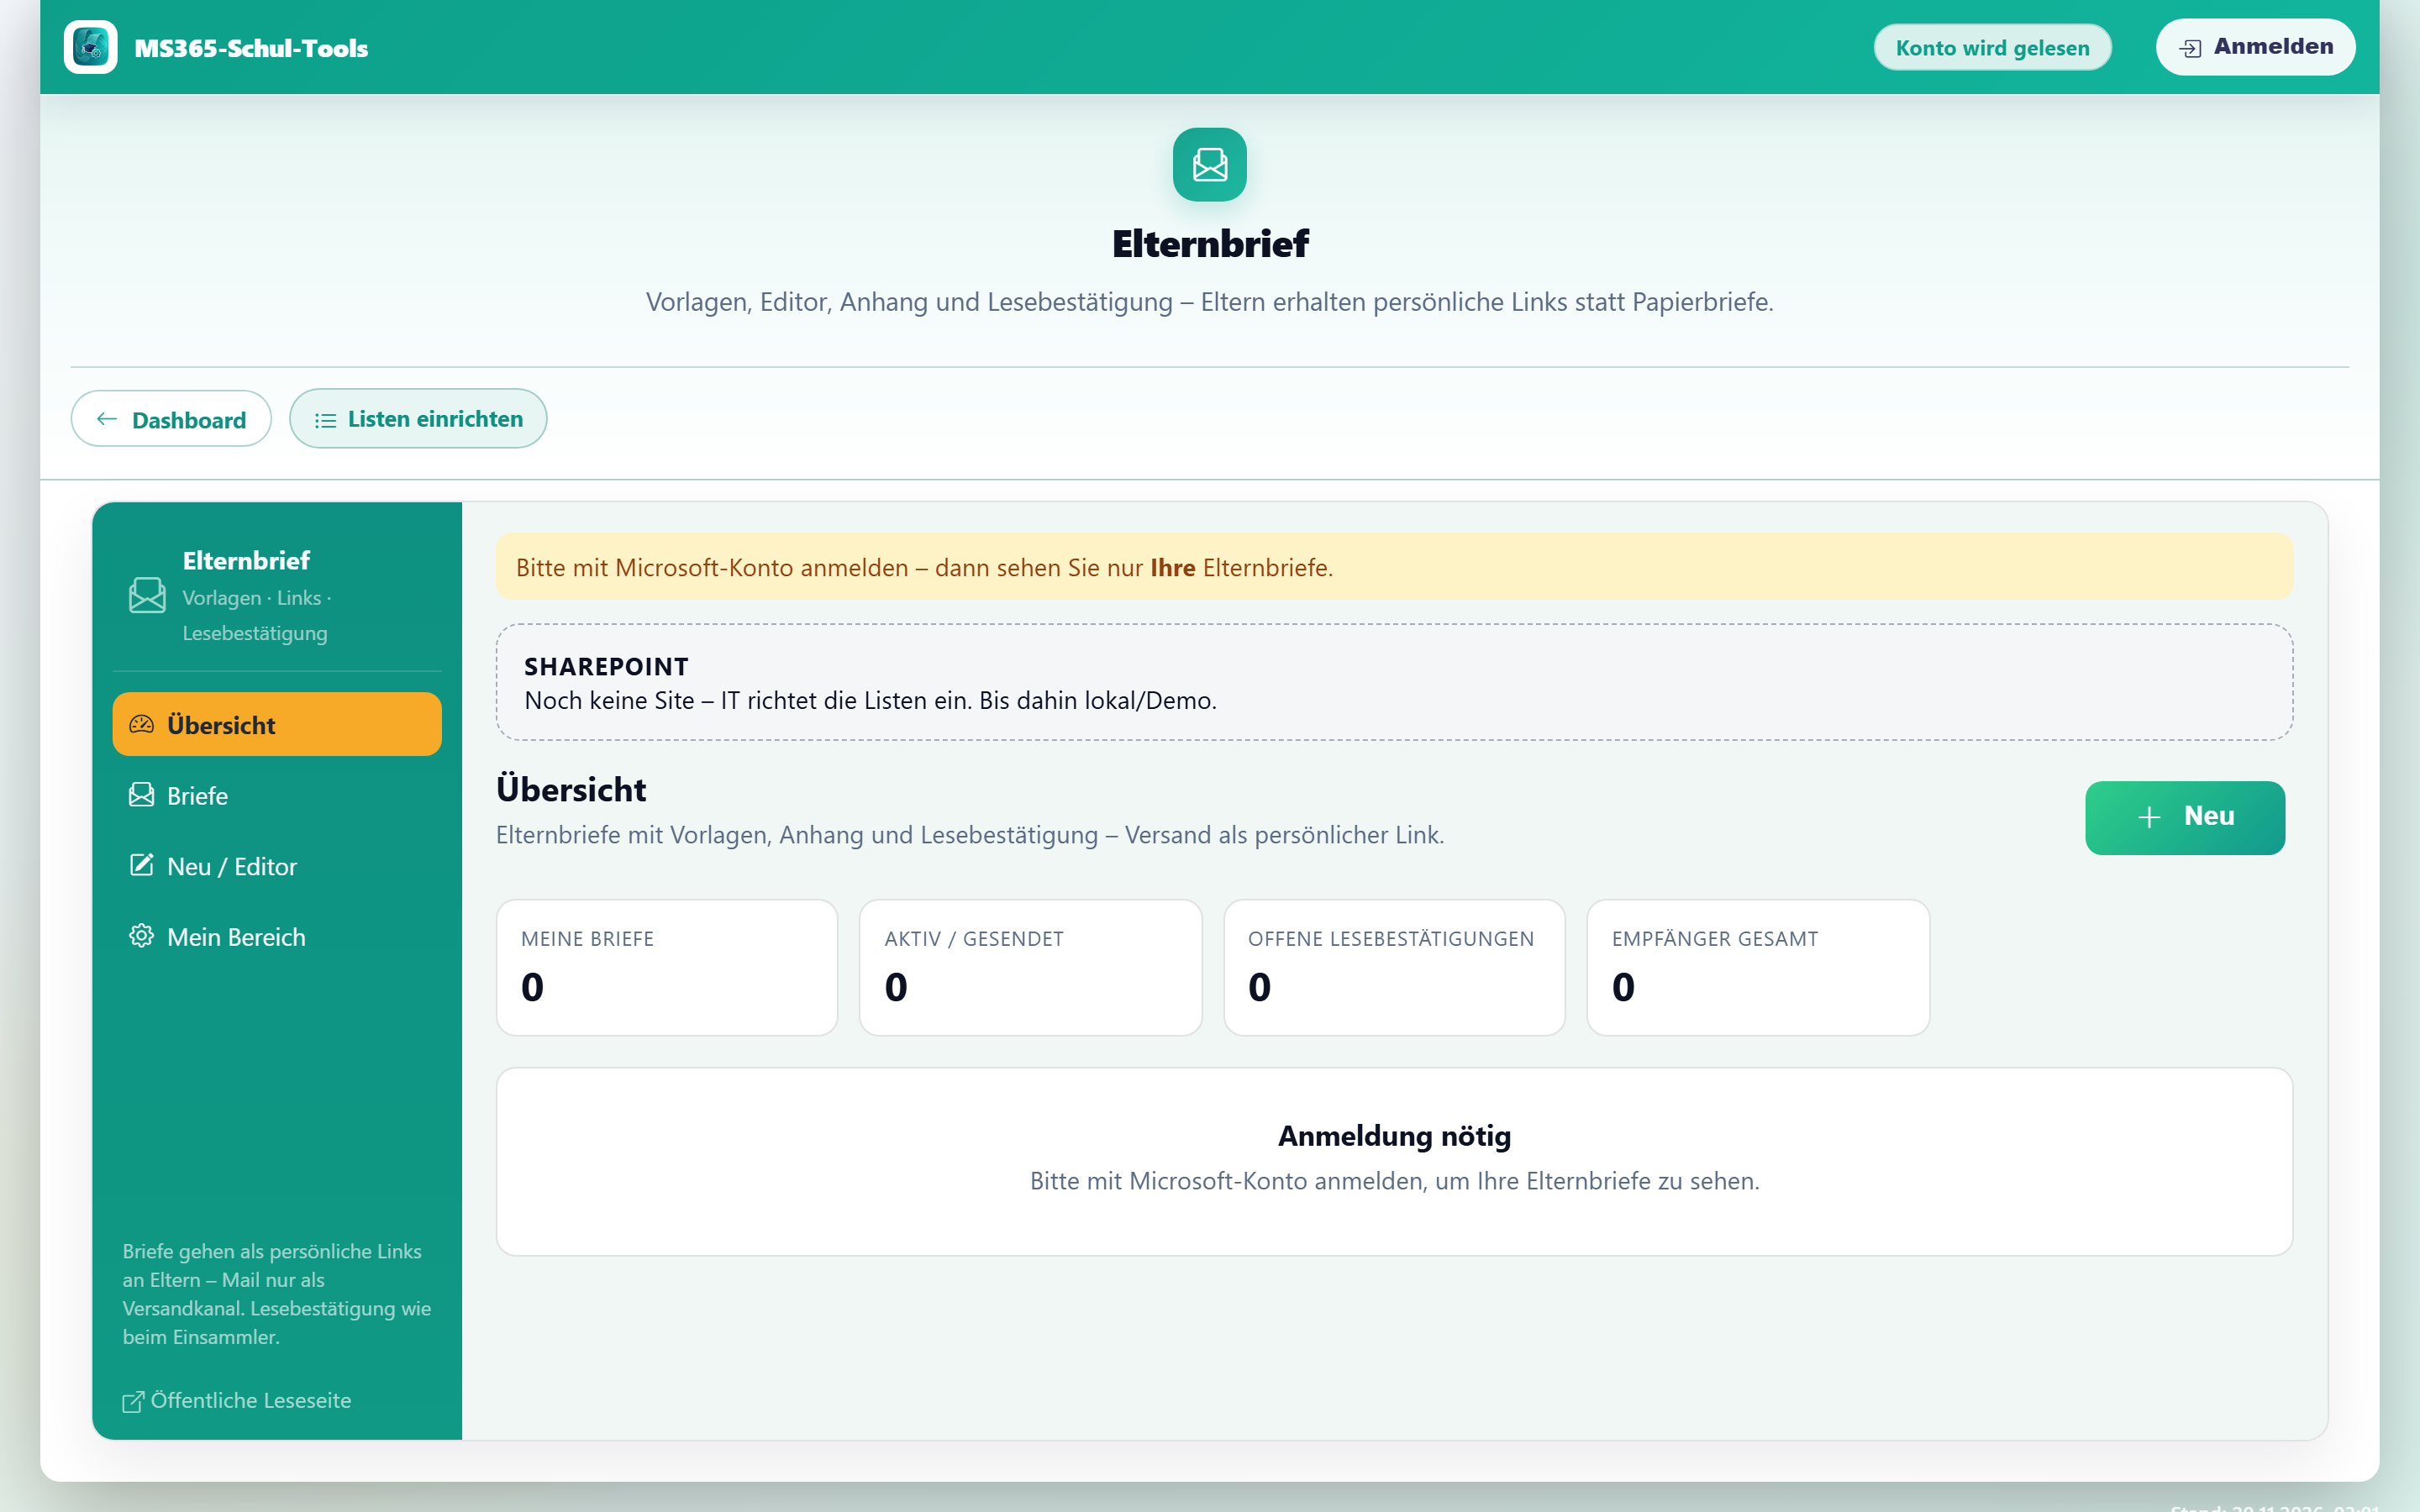 MS365-Schul-Tools
Konto wird gelesen
Anmelden
Elternbrief
Vorlagen, Editor, Anhang und Lesebestätigung – Eltern erhalten persönliche Links statt Papierbriefe.
Dashboard
Listen einrichten
Elternbrief
Vorlagen · Links ·
Lesebestätigung
Übersicht
Briefe
Neu / Editor
Mein Bereich
Briefe gehen als persönliche Links
an Eltern – Mail nur als
Versandkanal. Lesebestätigung wie
beim Einsammler.
Öffentliche Leseseite
Bitte mit Microsoft-Konto anmelden – dann sehen Sie nur Ihre Elternbriefe.
SHAREPOINT
Noch keine Site – IT richtet die Listen ein. Bis dahin lokal/Demo.
Übersicht
Elternbriefe mit Vorlagen, Anhang und Lesebestätigung – Versand als persönlicher Link.
Neu
MEINE BRIEFE
0
AKTIV / GESENDET
0
OFFENE LESEBESTÄTIGUNGEN
0
EMPFÄNGER GESAMT
0
Anmeldung nötig
Bitte mit Microsoft-Konto anmelden, um Ihre Elternbriefe zu sehen.